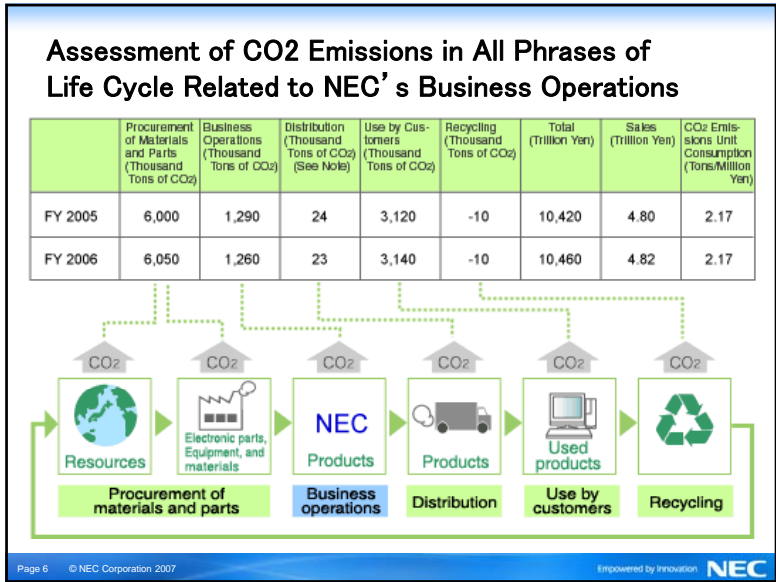 Assessment of CO2 Emissions in All Phrases of
Life Cycle Related to NEC's Business Operations
Procurement of Materials and Parts (Thousand Tons of CO2) Business Operations (Thousand Tons of CO2) Distribution (Thousand Tons of CO2) (See Note) Use by Cus-tomers (Thousand Tons of CO2) Recycling (Thousand Tons of CO2) Total (Trillion Yen) Sales (Trillion Yen) CO2 Emis-sions Unit Consumption (Tons/Million Yen)
FY 2005 6,000 1,290 24 3,120 -10 10,420 4.80 2.17
FY 2006 6,050 1,260 23 3,140 -10 10,460 4.82 2.17
CO2 CO2 CO2 CO2 CO2 CO2
Resources
Electronic parts,
Equipment, and
materials
NEC
Products
Products
Used
products
Procurement of
materials and parts
Business
operations
Distribution
Use by
customers
Recycling
Page 6 © NEC Corporation 2007
Empowered by Innovation NEC